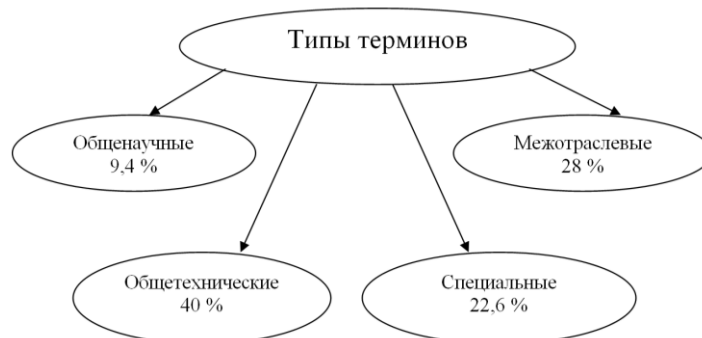 Типы терминов
Общенаучные
9,4 %
Межотраслевые
28 %
Общетехнические
40 %
Специальные
22,6 %